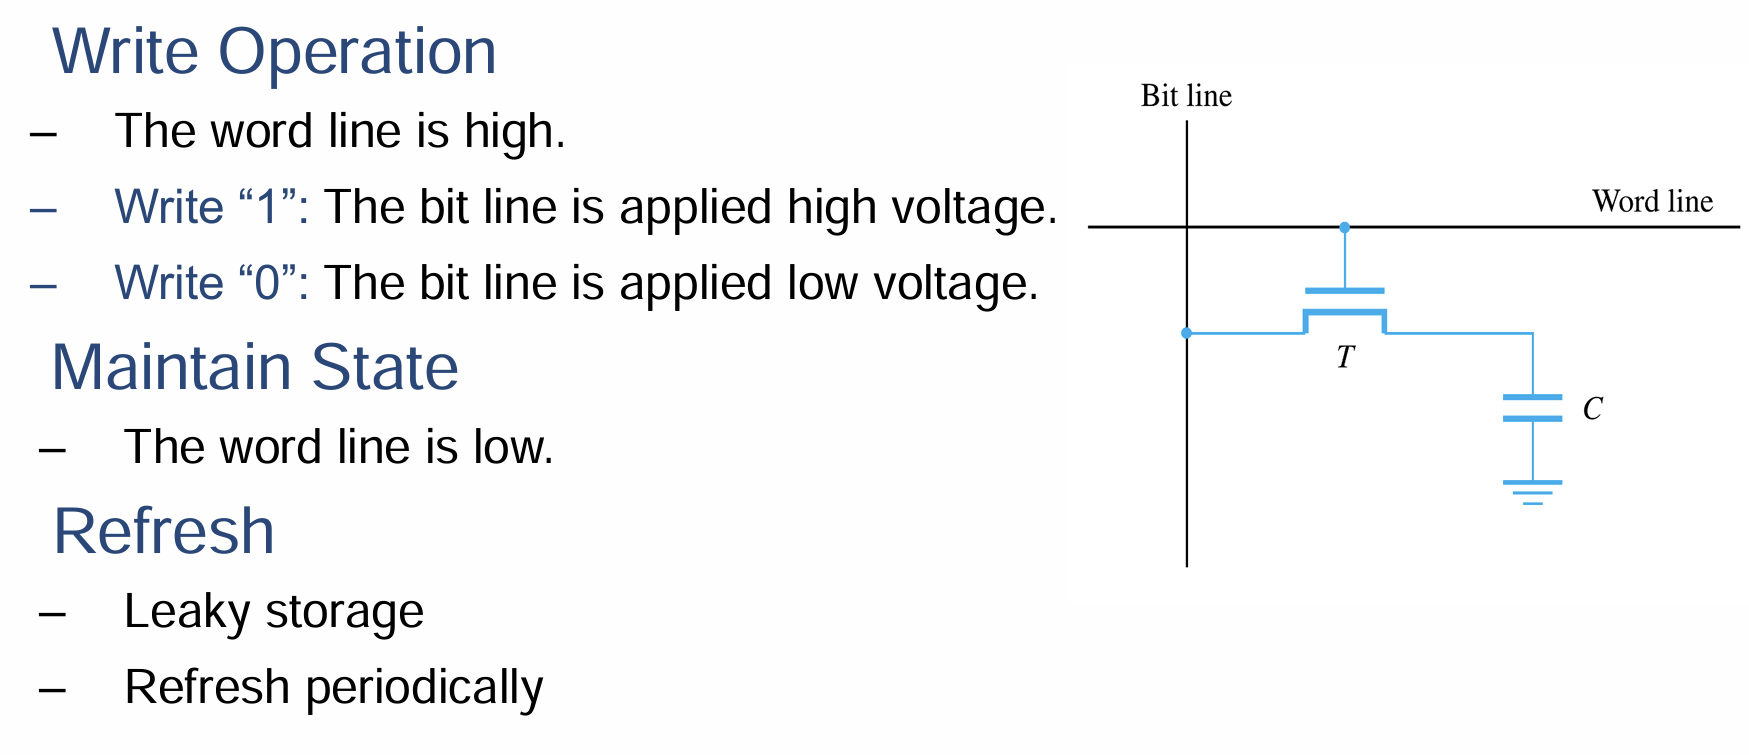 Write Operation
– The word line is high.
– Write “1”: The bit line is applied high voltage.
– Write “0”: The bit line is applied low voltage.
Maintain State
– The word line is low.
Refresh
– Leaky storage
– Refresh periodically
Bit line
Word line
T
C